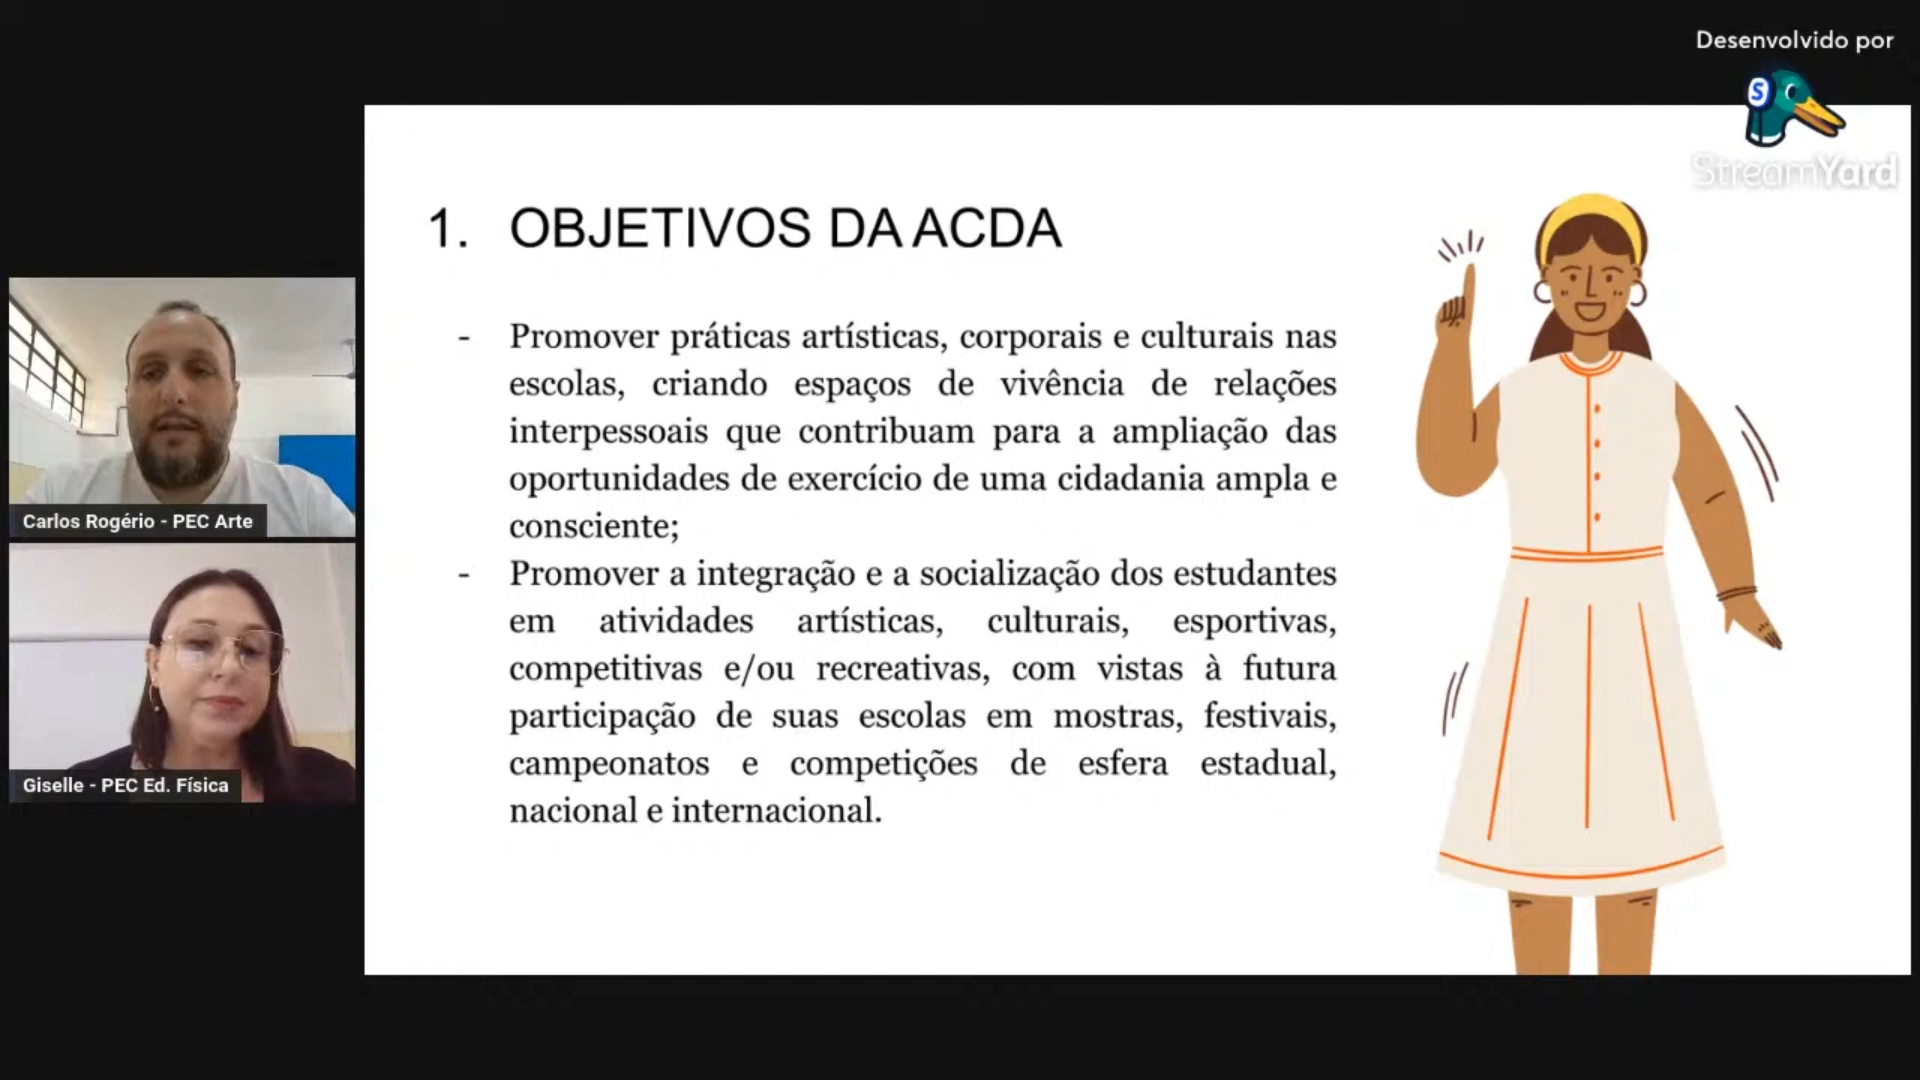 Desenvolvido por
S
StreamYard
1. OBJETIVOS DA ACDA
- Promover práticas artísticas, corporais e culturais nas
escolas, criando espaços de vivência de relações
interpessoais que contribuam para a ampliação das
oportunidades de exercício de uma cidadania ampla e
consciente;
- Promover a integração e a socialização dos estudantes
em atividades artísticas, culturais, esportivas,
competitivas e/ou recreativas, com vistas à futura
participação de suas escolas em mostras, festivais,
campeonatos e competições de esfera estadual,
nacional e internacional.
Carlos Rogério - PEC Arte
Giselle - PEC Ed. Física